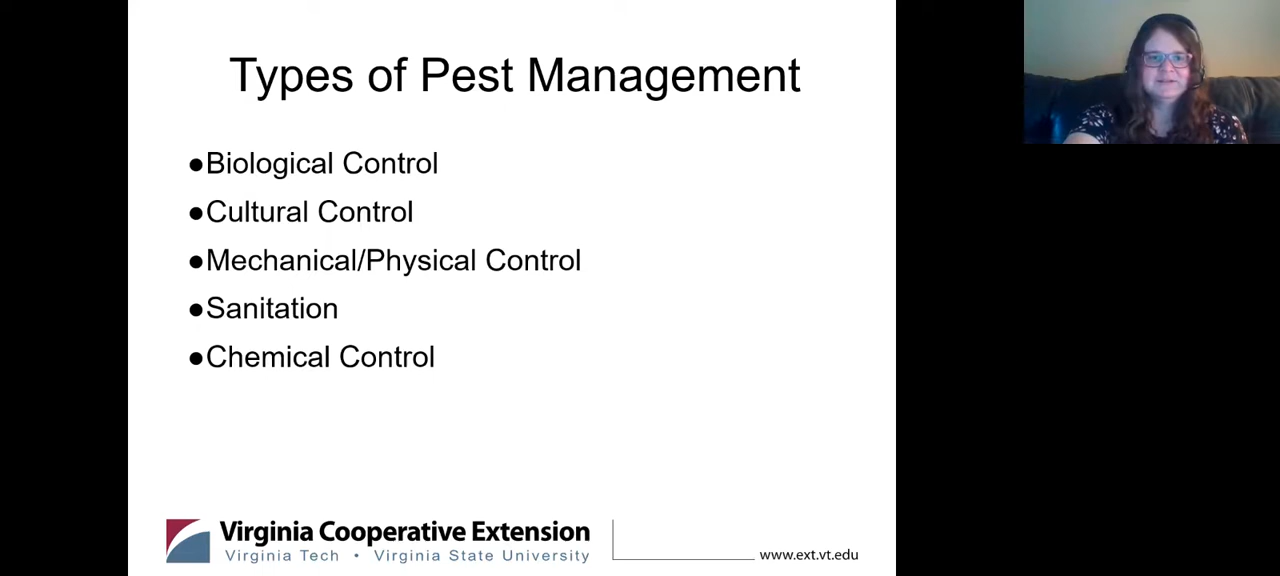 Types of Pest Management
●Biological Control
●Cultural Control
●Mechanical/Physical Control
●Sanitation
●Chemical Control
Virginia Cooperative Extension
Virginia Tech • Virginia State University
www.ext.vt.edu